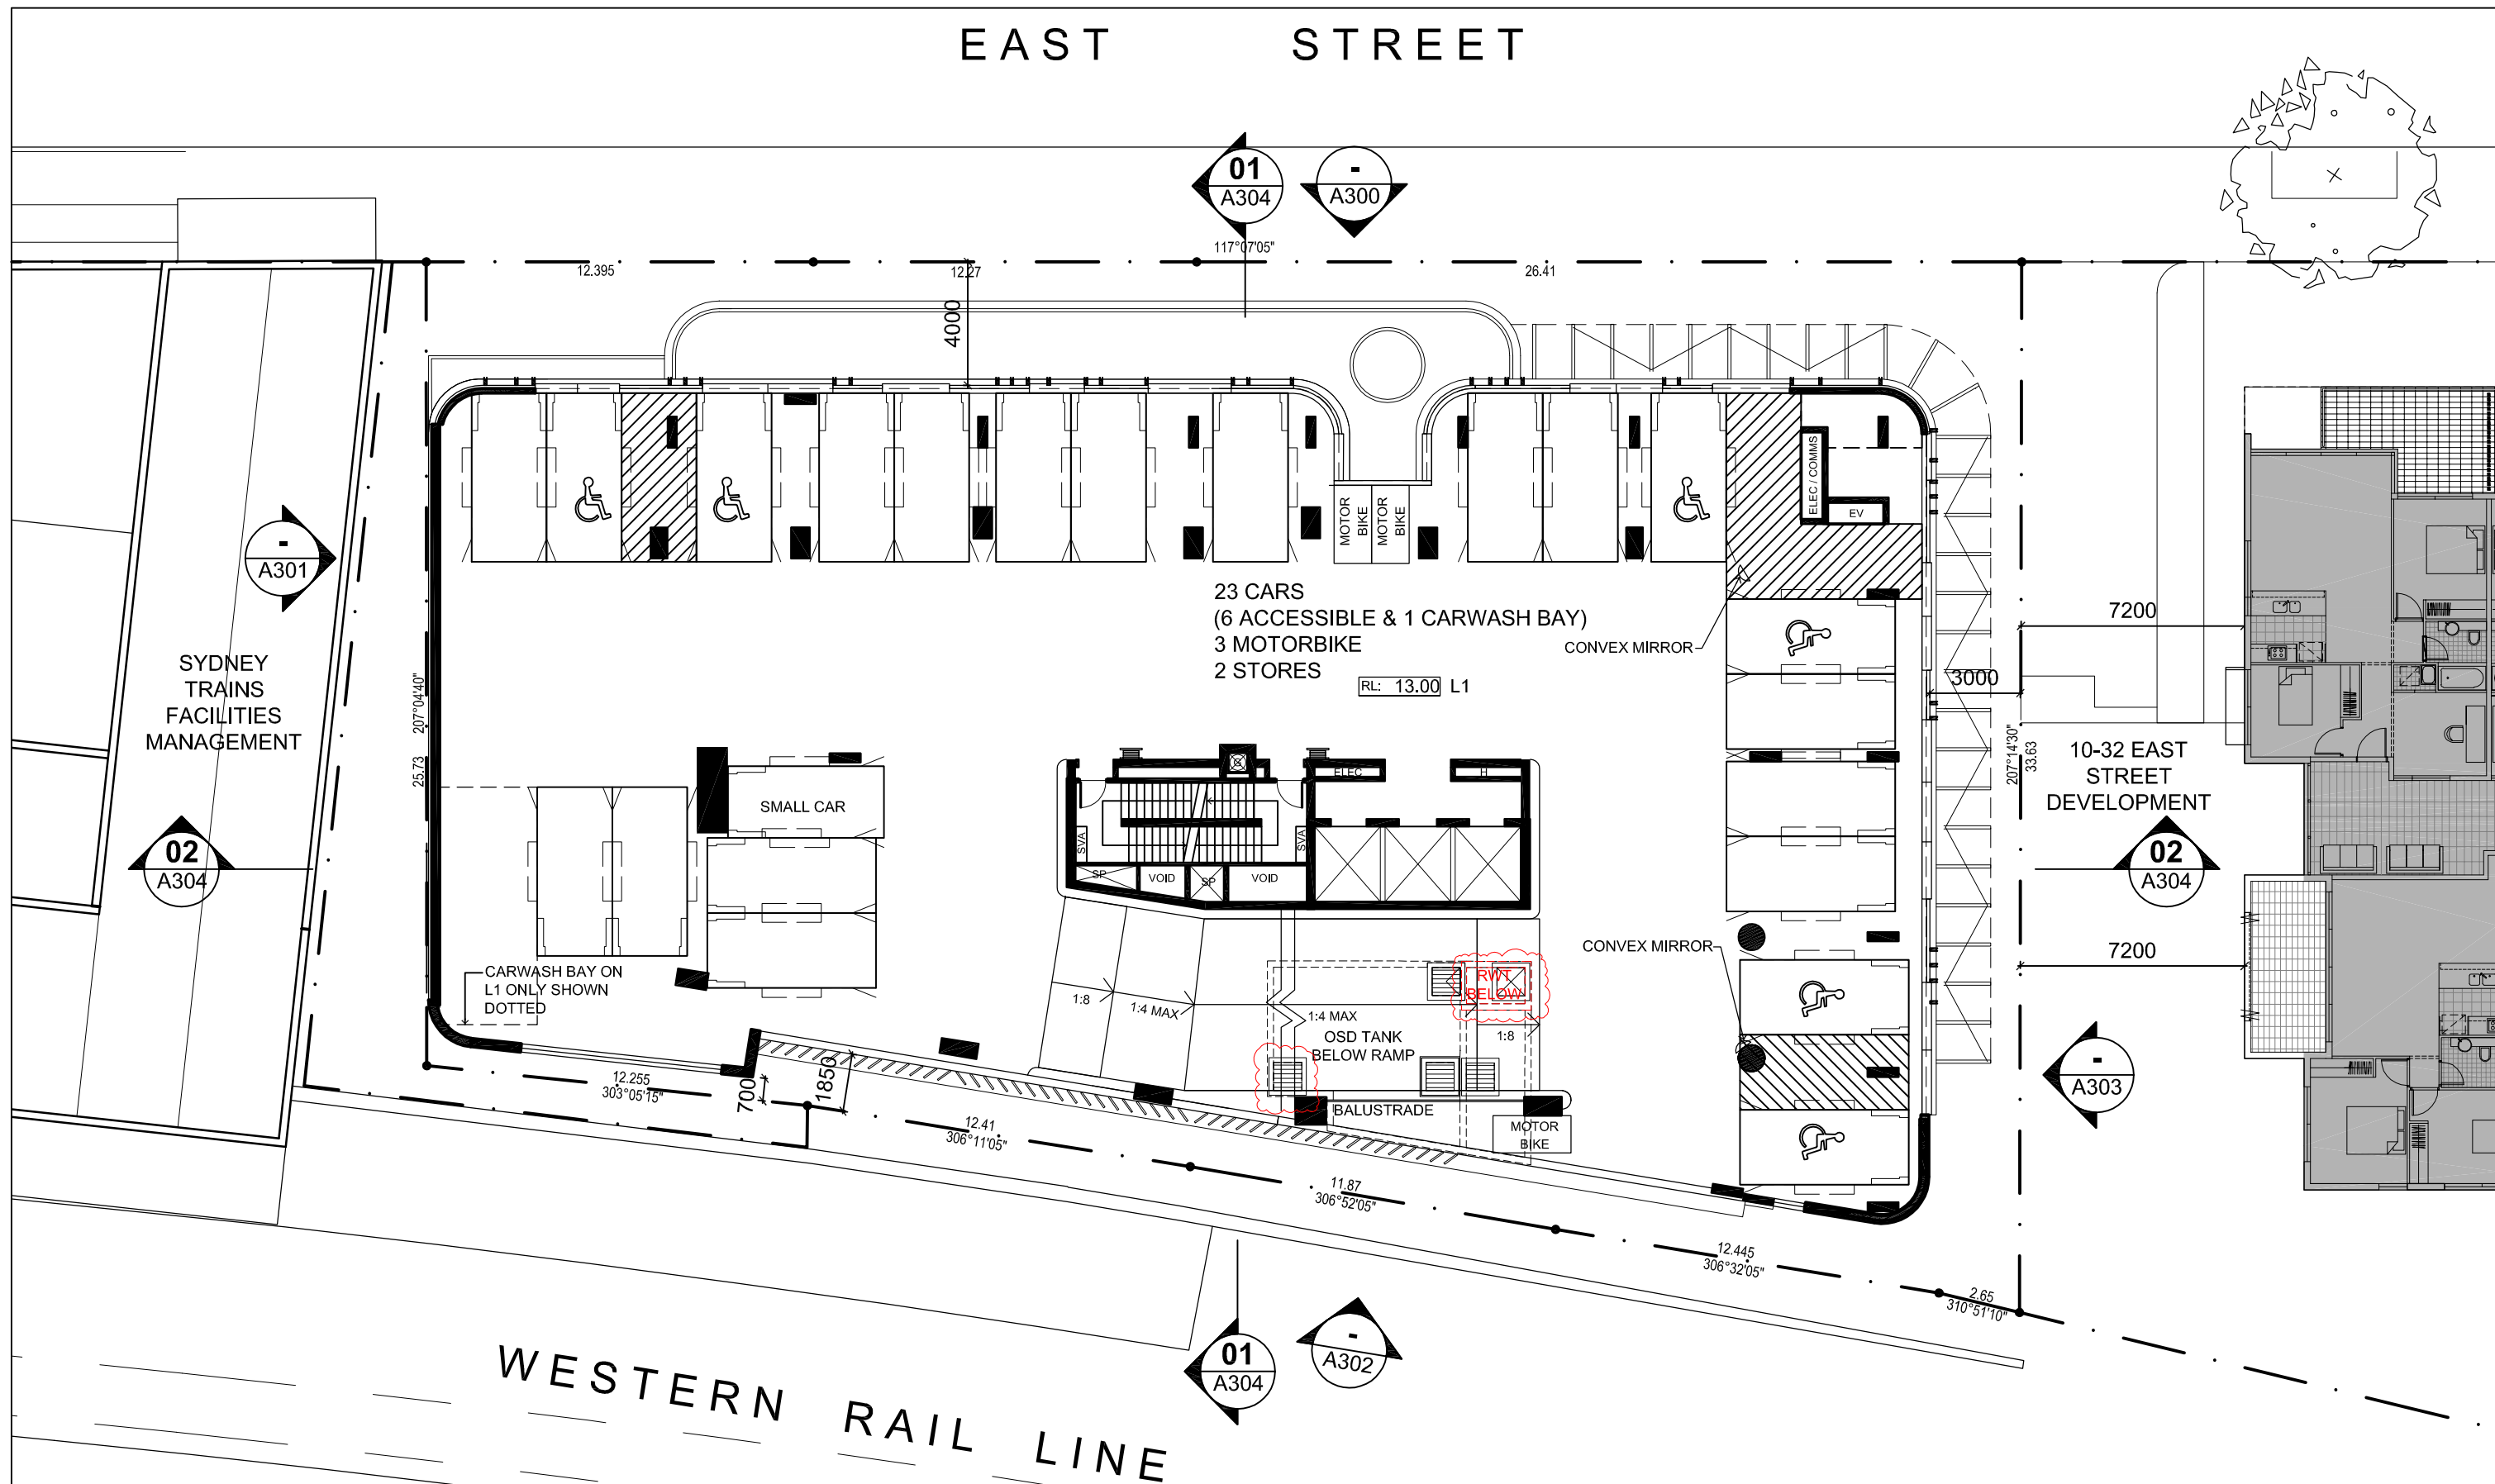 EAST STREET
01
A304
-
A300
117°07'05"
12.395
12.27
26.41
4000
MOTOR
BIKE
MOTOR
BIKE
ELEC / COMMS
EV
-
A301
23 CARS
(6 ACCESSIBLE & 1 CARWASH BAY)
3 MOTORBIKE
2 STORES
RL: 13.00 L1
CONVEX MIRROR
7200
3000
SYDNEY
TRAINS
FACILITIES
MANAGEMENT
207°04'40"
25.73
207°14'30"
33.63
10-32 EAST
STREET
DEVELOPMENT
02
A304
02
A304
SMALL CAR
G
ELEC
H
SVA
SVA
SP
VOID
SP
VOID
CARWASH BAY ON
L1 ONLY SHOWN
DOTTED
CONVEX MIRROR
7200
RWT
BELOW
1:8
1:4 MAX
1:4 MAX
1:8
OSD TANK
BELOW RAMP
BALUSTRADE
MOTOR
BIKE
-
A303
12.255
303°05'15"
700
1850
12.41
306°11'05"
11.87
306°52'05"
12.445
306°32'05"
2.65
310°51'10"
01
A304
-
A302
WESTERN RAIL LINE